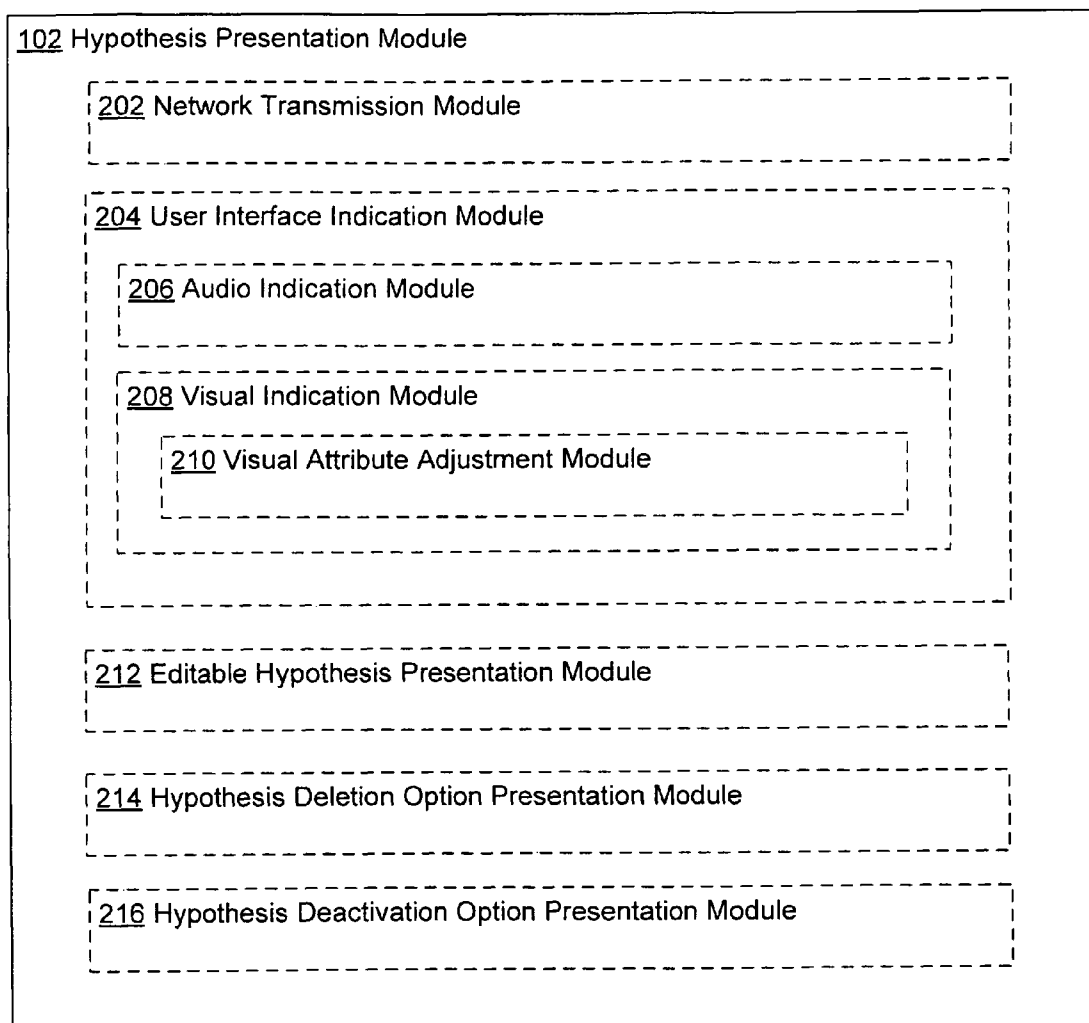 102 Hypothesis Presentation Module
202 Network Transmission Module
204 User Interface Indication Module
206 Audio Indication Module
208 Visual Indication Module
210 Visual Attribute Adjustment Module
212 Editable Hypothesis Presentation Module
214 Hypothesis Deletion Option Presentation Module
216 Hypothesis Deactivation Option Presentation Module